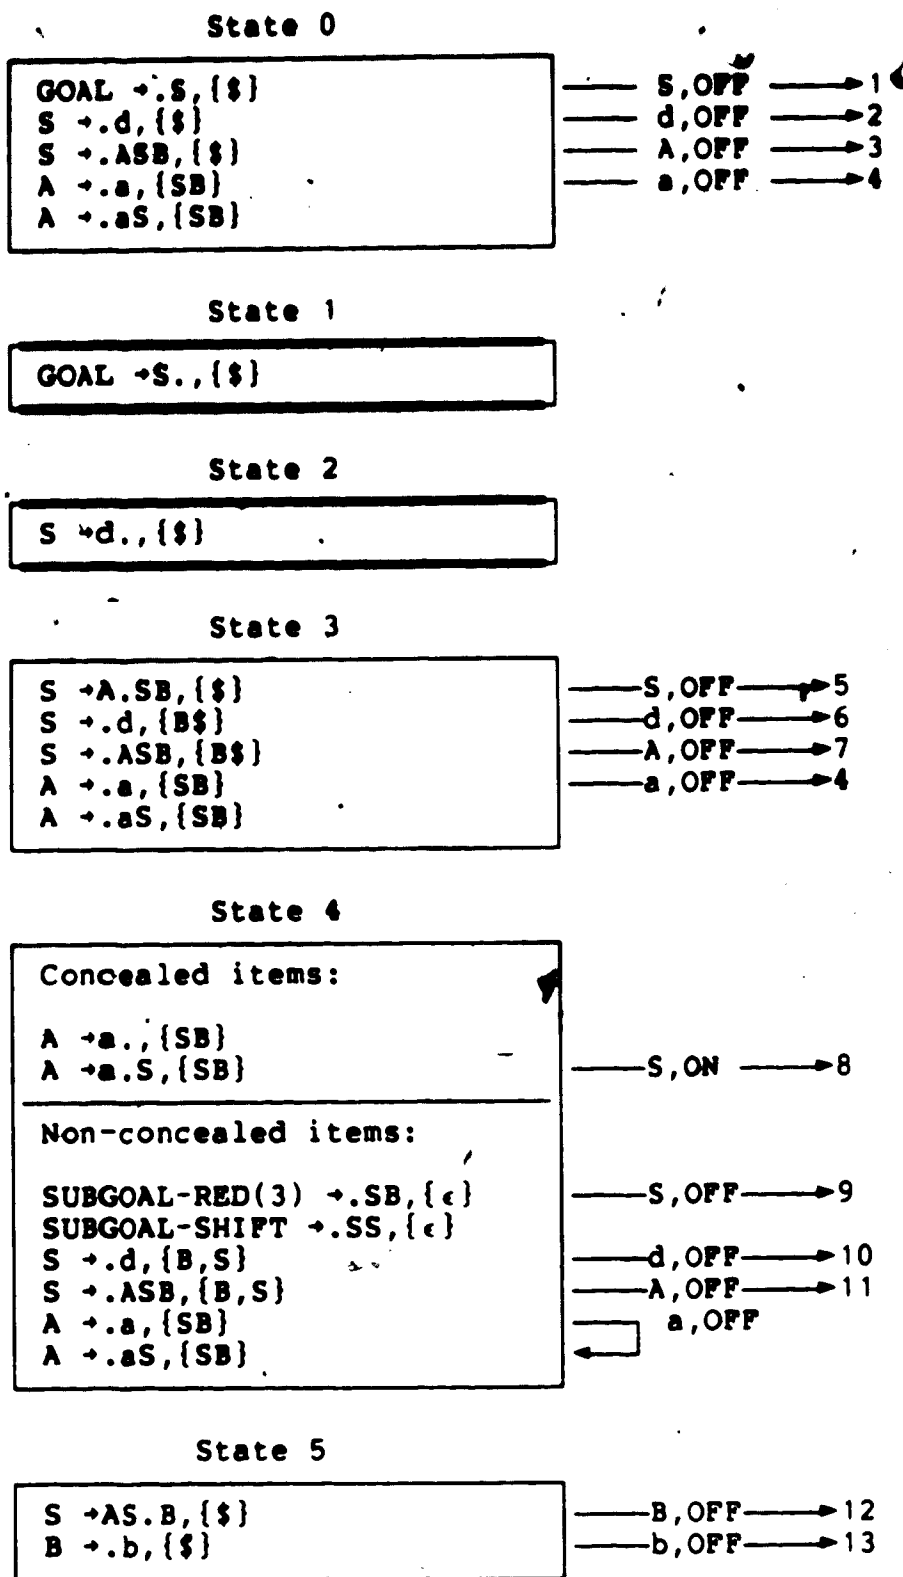 State 0
GOAL →.S,{$} S,OFF 1
S →.d,{$} d,OFF 2
S →.ASB,{$} A,OFF 3
A →.a,{SB} a,OFF 4
A →.aS,{SB}
State 1
GOAL →S.,{$}
State 2
S →d.,{$}
State 3
S →A.SB,{$} S,OFF 5
S →.d,{B$} d,OFF 6
S →.ASB,{B$} A,OFF 7
A →.a,{SB} a,OFF 4
A →.aS,{SB}
State 4
Concealed items:
A →a.,{SB}
A →a.S,{SB} S,ON 8
Non-concealed items:
SUBGOAL-RED(3) →.SB,{ϵ} S,OFF 9
SUBGOAL-SHIFT →.SS,{ϵ}
S →.d,{B,S} d,OFF 10
S →.ASB,{B,S} A,OFF 11
A →.a,{SB} a,OFF
A →.aS,{SB}
State 5
S →AS.B,{$} B,OFF 12
B →.b,{$} b,OFF 13